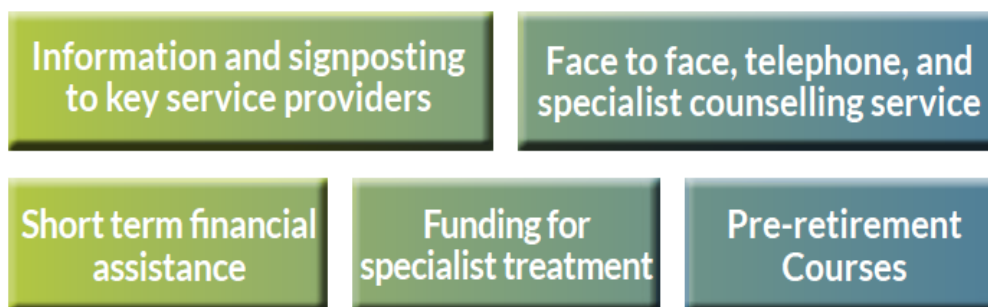 Information and signposting
to key service providers
Face to face, telephone, and
specialist counselling service
Short term financial
assistance
Funding for
specialist treatment
Pre-retirement
Courses